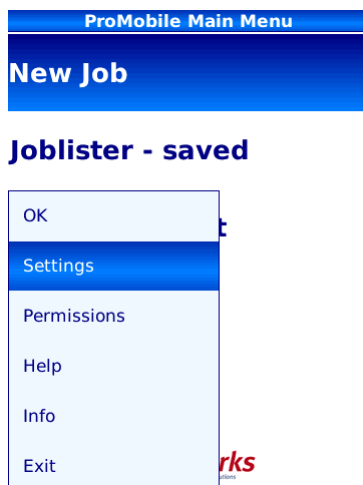 ProMobile Main Menu
New Job
Joblister - saved
OK
Settings
Permissions
Help
Info
Exit